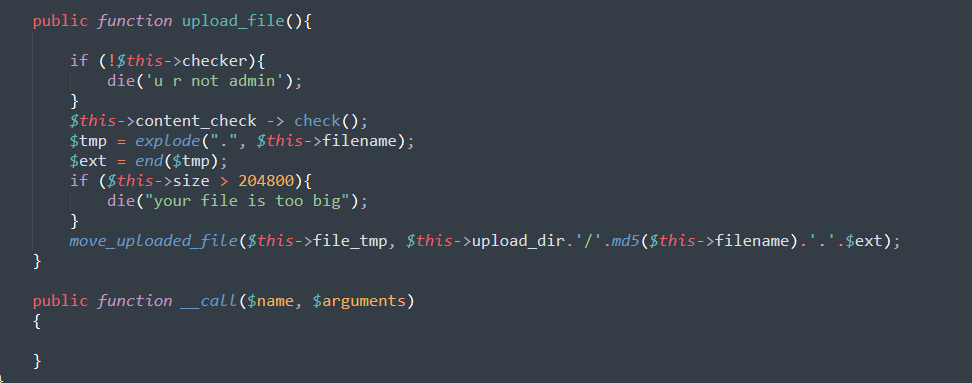 public function upload_file(){
if (!$this->checker){
die('u r not admin');
}
$this->content_check -> check();
$tmp = explode(".", $this->filename);
$ext = end($tmp);
if ($this->size > 204800){
die("your file is too big");
}
move_uploaded_file($this->file_tmp, $this->upload_dir.'/'.md5($this->filename).'.'.$ext);
}
public function __call($name, $arguments)
{
}